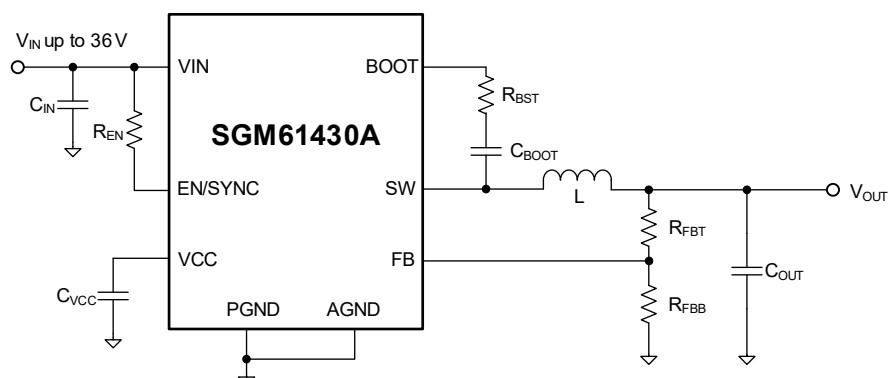 VIN up to 36V
CIN
REN
VIN
BOOT
SGM61430A
EN/SYNC
SW
VCC
FB
CVCC
PGND
AGND
RBST
CBOOT
L
VOUT
RFBT
RFBB
COUT